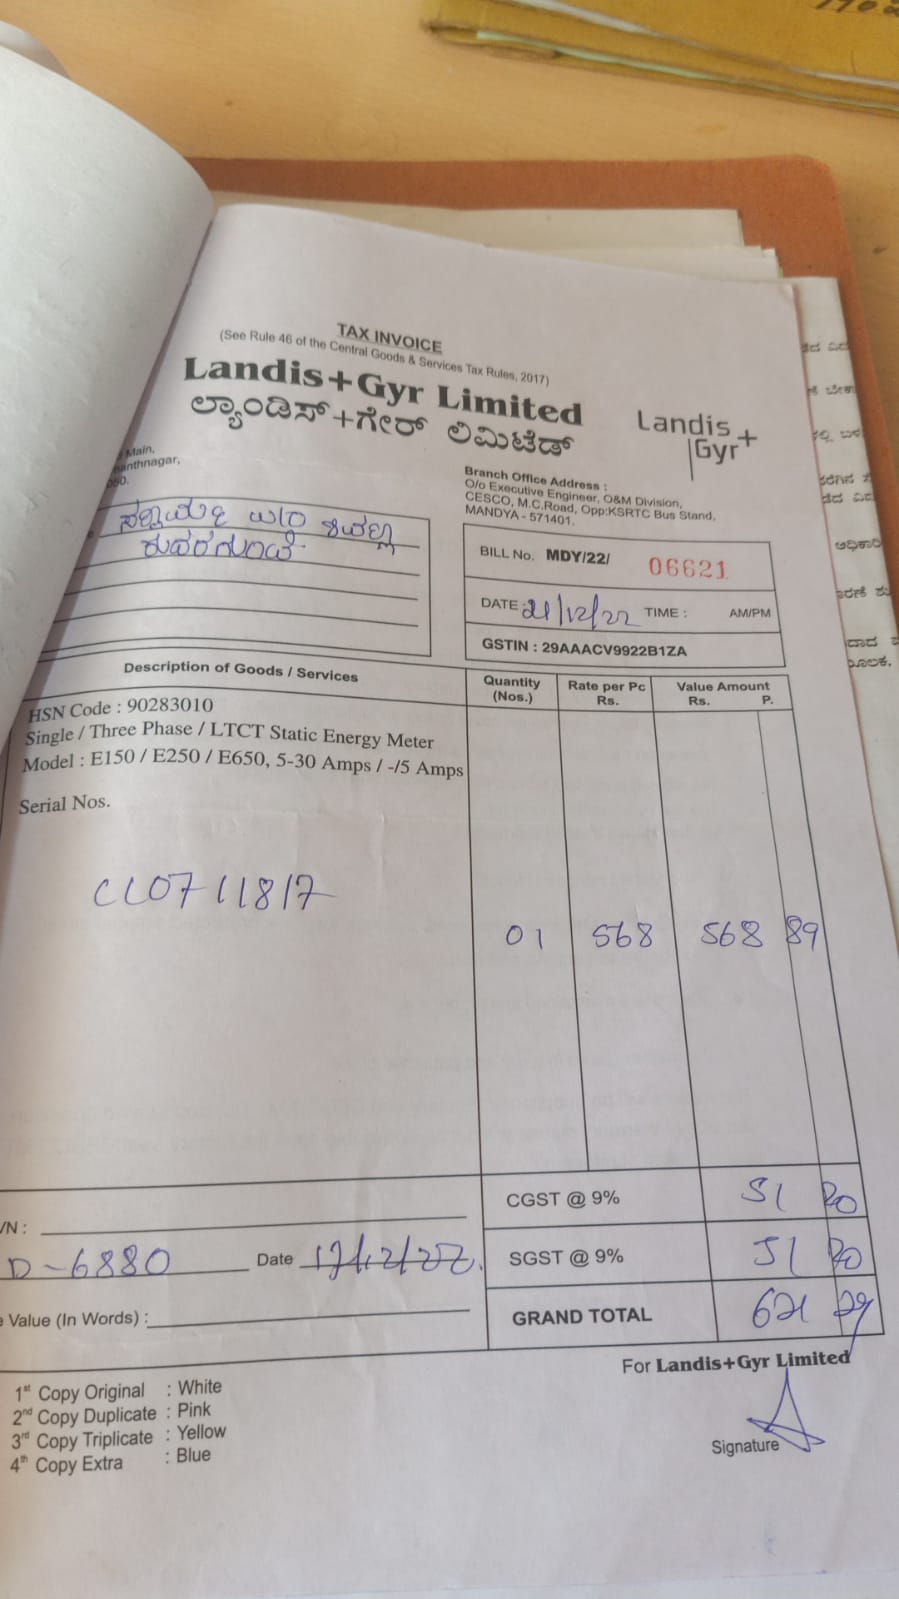 TAX INVOICE
(See Rule 46 of the Central Goods & Services Tax Rules, 2017)
Landis+Gyr Limited
ಲ್ಯಾಂಡಿಸ್+ಗೇರ್ ಲಿಮಿಟೆಡ್
Landis+
Gyr
Main,
Branch Office Address :
O/o Executive Engineer, O&M Division,
CESCO, M.C.Road, Opp:KSRTC Bus Stand,
MANDYA - 571401.
BILL No. MDY/22/ 06621
DATE : 21/12/22 TIME : AM/PM
GSTIN : 29AAACV9922B1ZA
Description of Goods / Services Quantity (Nos.) Rate per Pc Rs. Value Amount Rs. P.
HSN Code : 90283010
Single / Three Phase / LTCT Static Energy Meter
Model : E150 / E250 / E650, 5-30 Amps / -/5 Amps
Serial Nos.
CL0711817
01 568 568 89
CGST @ 9% 51 20
D-6880 Date 17/12/22.
SGST @ 9% 51 20
Value (In Words) :
GRAND TOTAL 671 29
For Landis+Gyr Limited
1st Copy Original : White
2nd Copy Duplicate : Pink
3rd Copy Triplicate : Yellow
4th Copy Extra : Blue
Signature